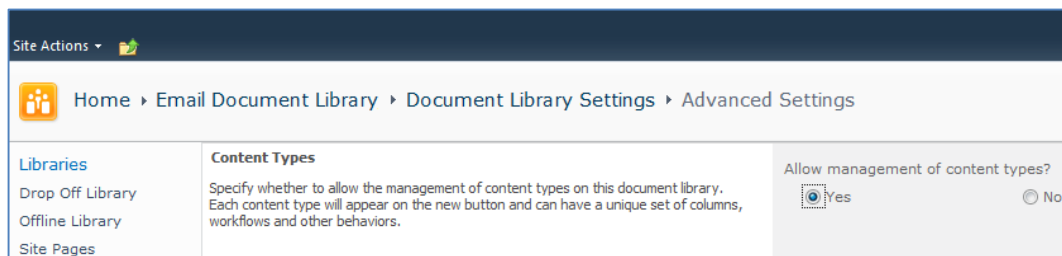 Site Actions
Home ▸ Email Document Library ▸ Document Library Settings ▸ Advanced Settings
Libraries
Drop Off Library
Offline Library
Site Pages
Content Types
Specify whether to allow the management of content types on this document library.
Each content type will appear on the new button and can have a unique set of columns,
workflows and other behaviors.
Allow management of content types?
Yes No